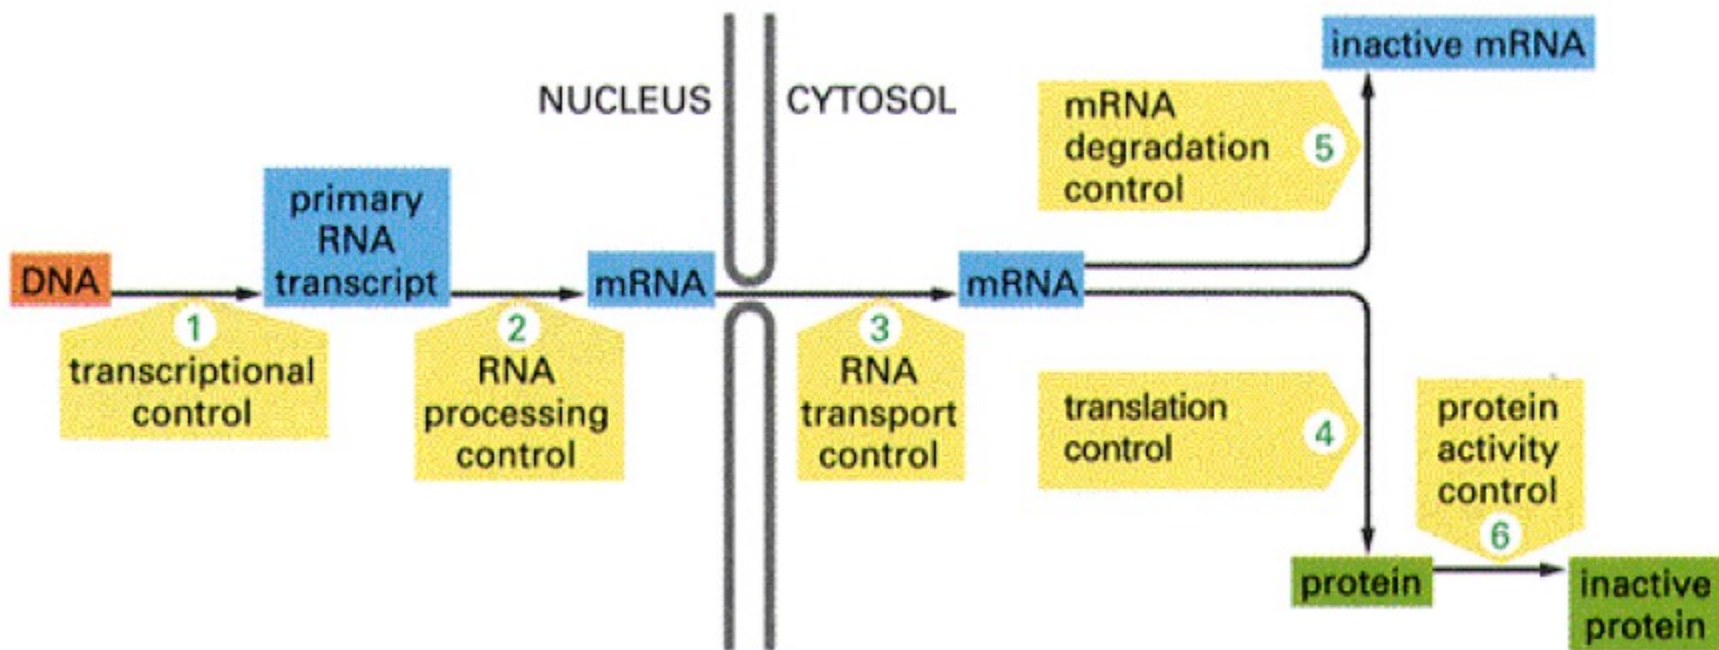 NUCLEUS
CYTOSOL
DNA
primary
RNA
transcript
mRNA
mRNA
inactive mRNA
1
transcriptional
control
2
RNA
processing
control
3
RNA
transport
control
mRNA
degradation
control
5
translation
control
4
protein
activity
control
6
protein
inactive
protein